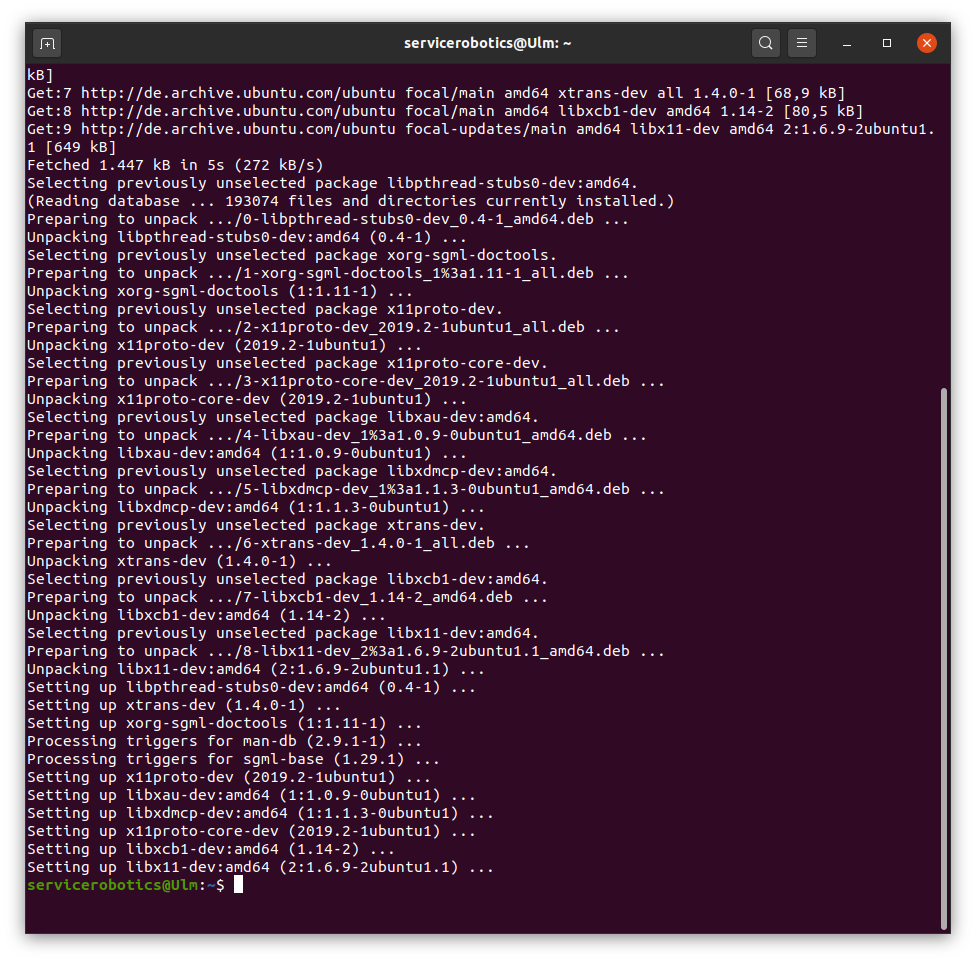 servicerobotics@Ulm: ~
kB]
Get:7 http://de.archive.ubuntu.com/ubuntu focal/main amd64 xtrans-dev all 1.4.0-1 [68,9 kB]
Get:8 http://de.archive.ubuntu.com/ubuntu focal/main amd64 libxcb1-dev amd64 1.14-2 [80,5 kB]
Get:9 http://de.archive.ubuntu.com/ubuntu focal-updates/main amd64 libx11-dev amd64 2:1.6.9-2ubuntu1.
1 [649 kB]
Fetched 1.447 kB in 5s (272 kB/s)
Selecting previously unselected package libpthread-stubs0-dev:amd64.
(Reading database ... 193074 files and directories currently installed.)
Preparing to unpack .../0-libpthread-stubs0-dev_0.4-1_amd64.deb ...
Unpacking libpthread-stubs0-dev:amd64 (0.4-1) ...
Selecting previously unselected package xorg-sgml-doctools.
Preparing to unpack .../1-xorg-sgml-doctools_1%3a1.11-1_all.deb ...
Unpacking xorg-sgml-doctools (1:1.11-1) ...
Selecting previously unselected package x11proto-dev.
Preparing to unpack .../2-x11proto-dev_2019.2-1ubuntu1_all.deb ...
Unpacking x11proto-dev (2019.2-1ubuntu1) ...
Selecting previously unselected package x11proto-core-dev.
Preparing to unpack .../3-x11proto-core-dev_2019.2-1ubuntu1_all.deb ...
Unpacking x11proto-core-dev (2019.2-1ubuntu1) ...
Selecting previously unselected package libxau-dev:amd64.
Preparing to unpack .../4-libxau-dev_1%3a1.0.9-0ubuntu1_amd64.deb ...
Unpacking libxau-dev:amd64 (1:1.0.9-0ubuntu1) ...
Selecting previously unselected package libxdmcp-dev:amd64.
Preparing to unpack .../5-libxdmcp-dev_1%3a1.1.3-0ubuntu1_amd64.deb ...
Unpacking libxdmcp-dev:amd64 (1:1.1.3-0ubuntu1) ...
Selecting previously unselected package xtrans-dev.
Preparing to unpack .../6-xtrans-dev_1.4.0-1_all.deb ...
Unpacking xtrans-dev (1.4.0-1) ...
Selecting previously unselected package libxcb1-dev:amd64.
Preparing to unpack .../7-libxcb1-dev_1.14-2_amd64.deb ...
Unpacking libxcb1-dev:amd64 (1.14-2) ...
Selecting previously unselected package libx11-dev:amd64.
Preparing to unpack .../8-libx11-dev_2%3a1.6.9-2ubuntu1.1_amd64.deb ...
Unpacking libx11-dev:amd64 (2:1.6.9-2ubuntu1.1) ...
Setting up libpthread-stubs0-dev:amd64 (0.4-1) ...
Setting up xtrans-dev (1.4.0-1) ...
Setting up xorg-sgml-doctools (1:1.11-1) ...
Processing triggers for man-db (2.9.1-1) ...
Processing triggers for sgml-base (1.29.1) ...
Setting up x11proto-dev (2019.2-1ubuntu1) ...
Setting up libxau-dev:amd64 (1:1.0.9-0ubuntu1) ...
Setting up libxdmcp-dev:amd64 (1:1.1.3-0ubuntu1) ...
Setting up x11proto-core-dev (2019.2-1ubuntu1) ...
Setting up libxcb1-dev:amd64 (1.14-2) ...
Setting up libx11-dev:amd64 (2:1.6.9-2ubuntu1.1) ...
servicerobotics@Ulm:~$